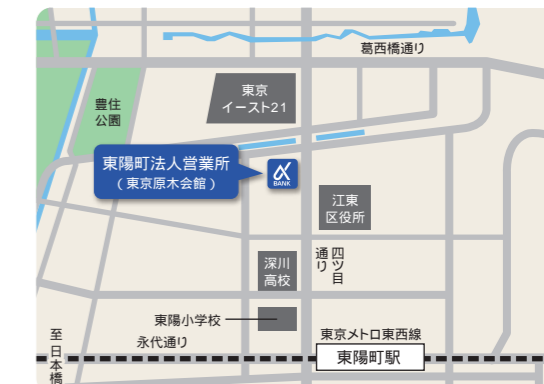 葛西橋通り
東京
イースト21
豊住
公園
東陽町法人営業所
(東京原木会館)
BANK
江東
区役所
四ツ目
通り
深川
高校
東陽小学校
永代通り
東京メトロ東西線
東陽町駅
至日本橋